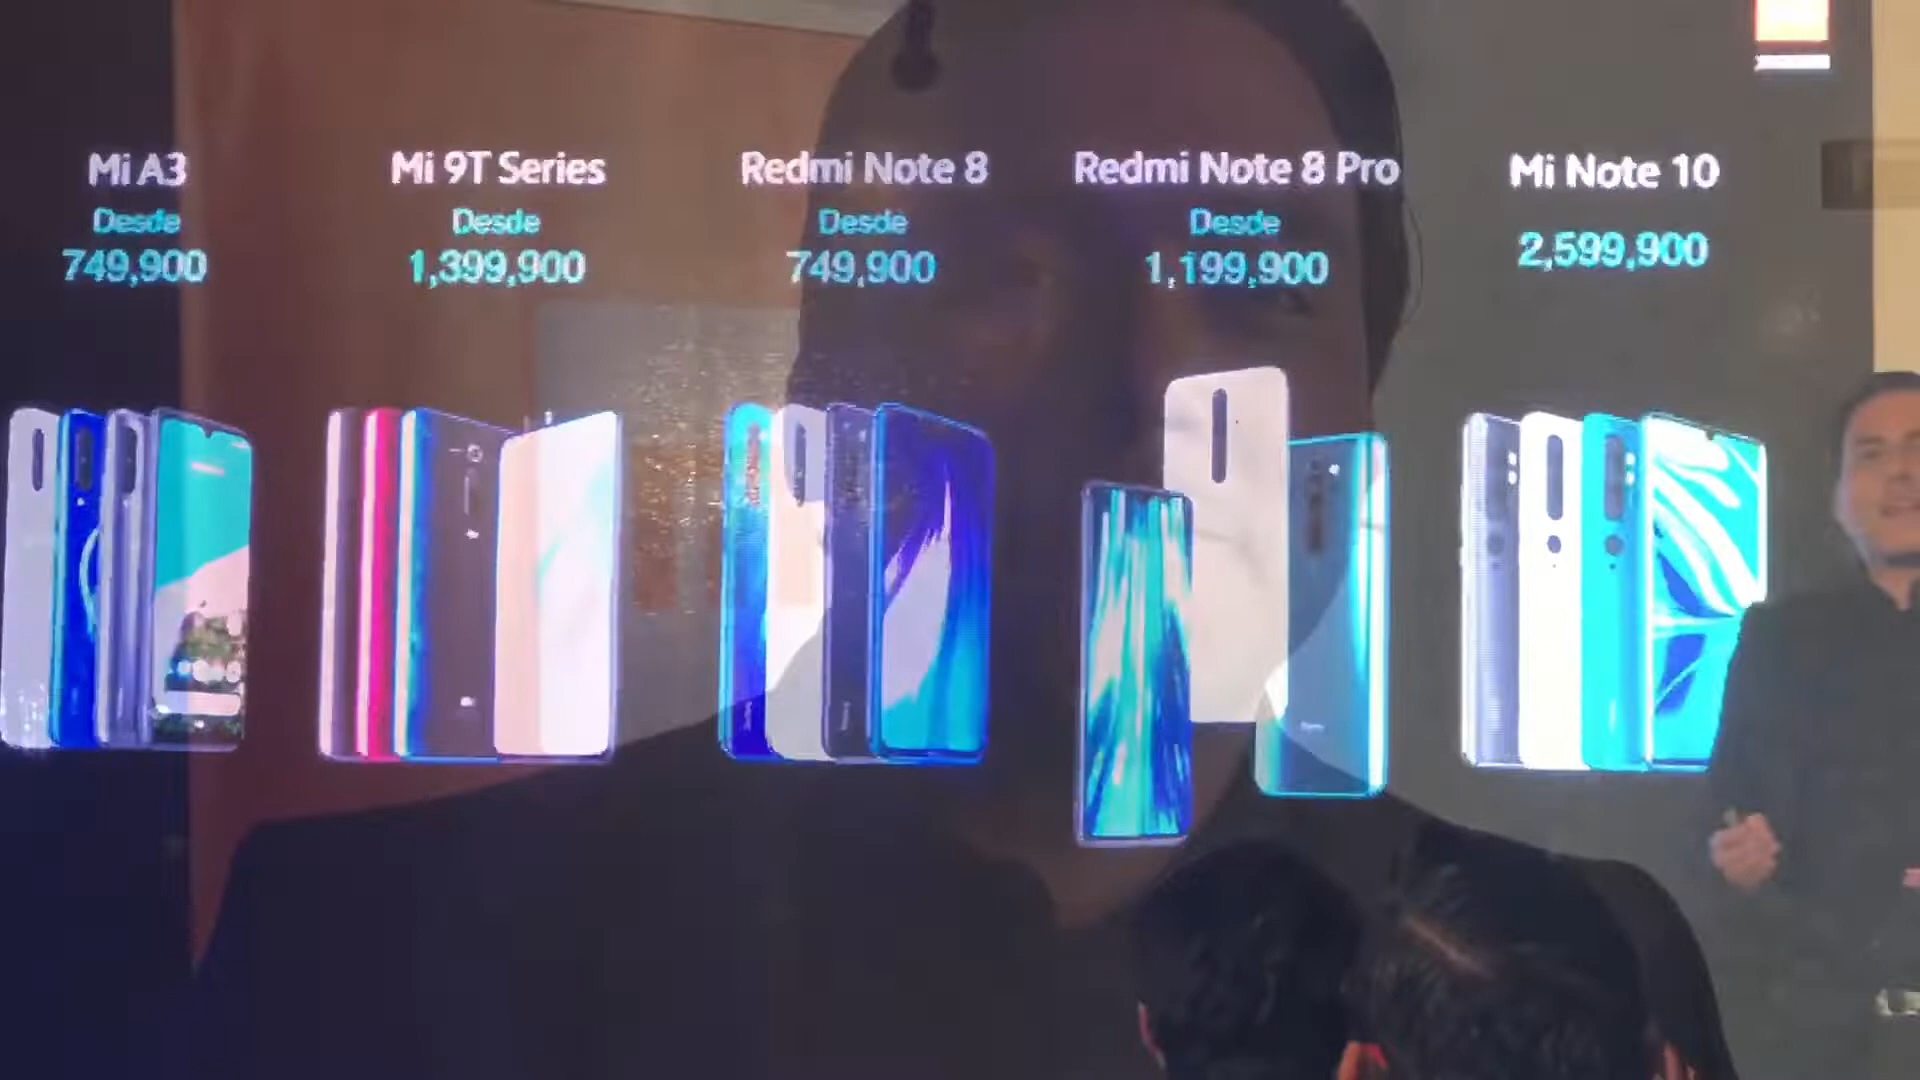 Mi A3
Desde
749,900
Mi 9T Series
Desde
1,399,900
Redmi Note 8
Desde
749,900
Redmi Note 8 Pro
Desde
1,199,900
Mi Note 10
2,599,900